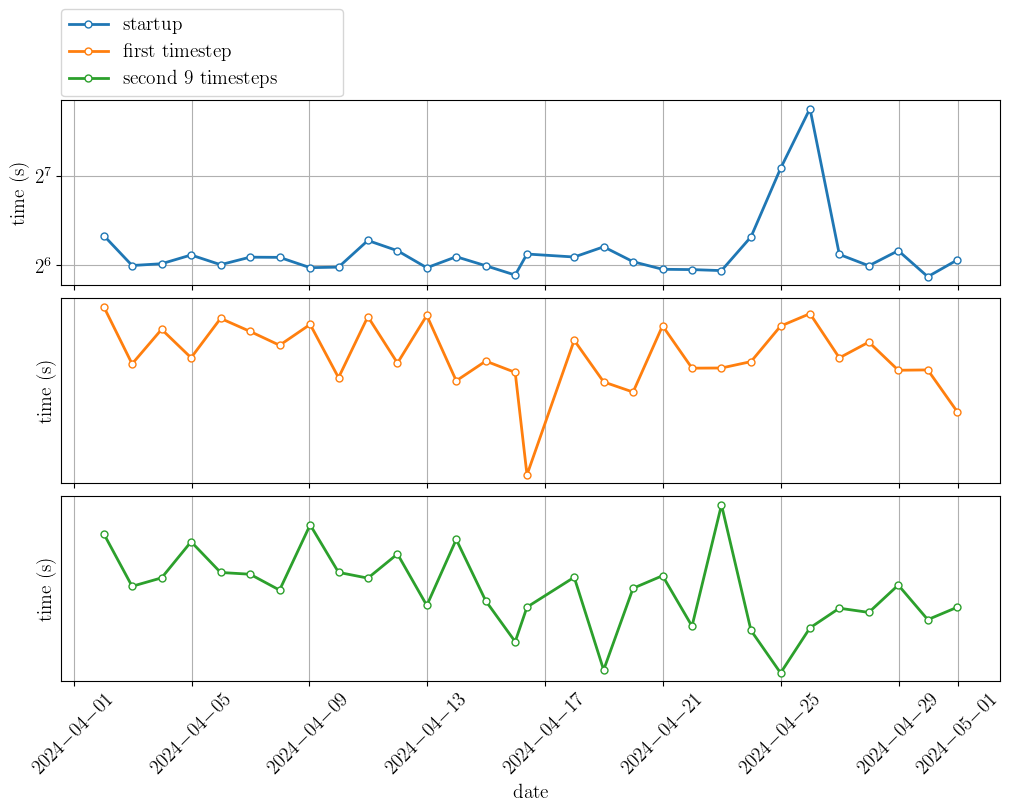 startup
first timestep
second 9 timesteps
time (s)
2^7
2^6
time (s)
time (s)
2024−04−01
2024−04−05
2024−04−09
2024−04−13
2024−04−17
2024−04−21
2024−04−25
2024−04−29
2024−05−01
date